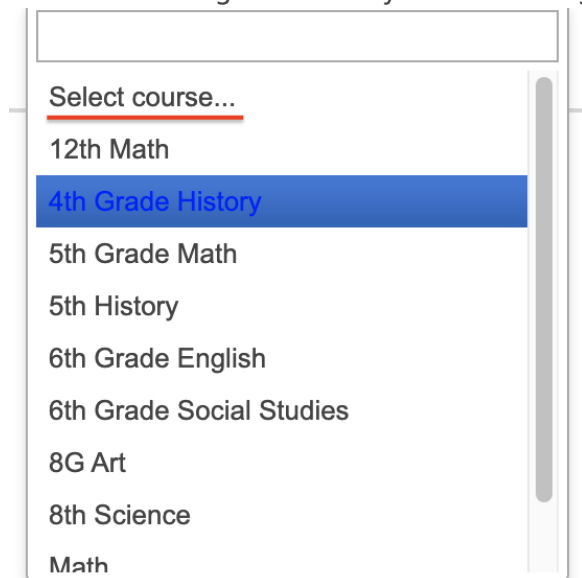 Select course...
12th Math
4th Grade History
5th Grade Math
5th History
6th Grade English
6th Grade Social Studies
8G Art
8th Science
Math